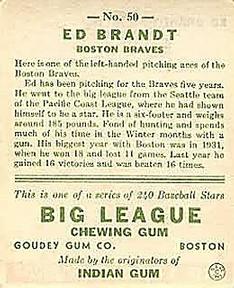 — No. 50 —
ED BRANDT
BOSTON BRAVES
Here is one of the left-handed pitching aces of the
Boston Braves.
Ed has been pitching for the Braves five years.
He went to the big league from the Seattle team
of the Pacific Coast League, where he had shown
himself to be a star. He is a six-footer and weighs
around 185 pounds. Fond of hunting and spends
much of his time in the Winter months with a
gun. His biggest year with Boston was in 1931,
when he won 18 and lost 11 games. Last year he
gained 16 victories and was beaten 16 times.
This is one of a series of 240 Baseball Stars
BIG LEAGUE
CHEWING GUM
GOUDEY GUM CO. BOSTON
Made by the originators of
INDIAN GUM